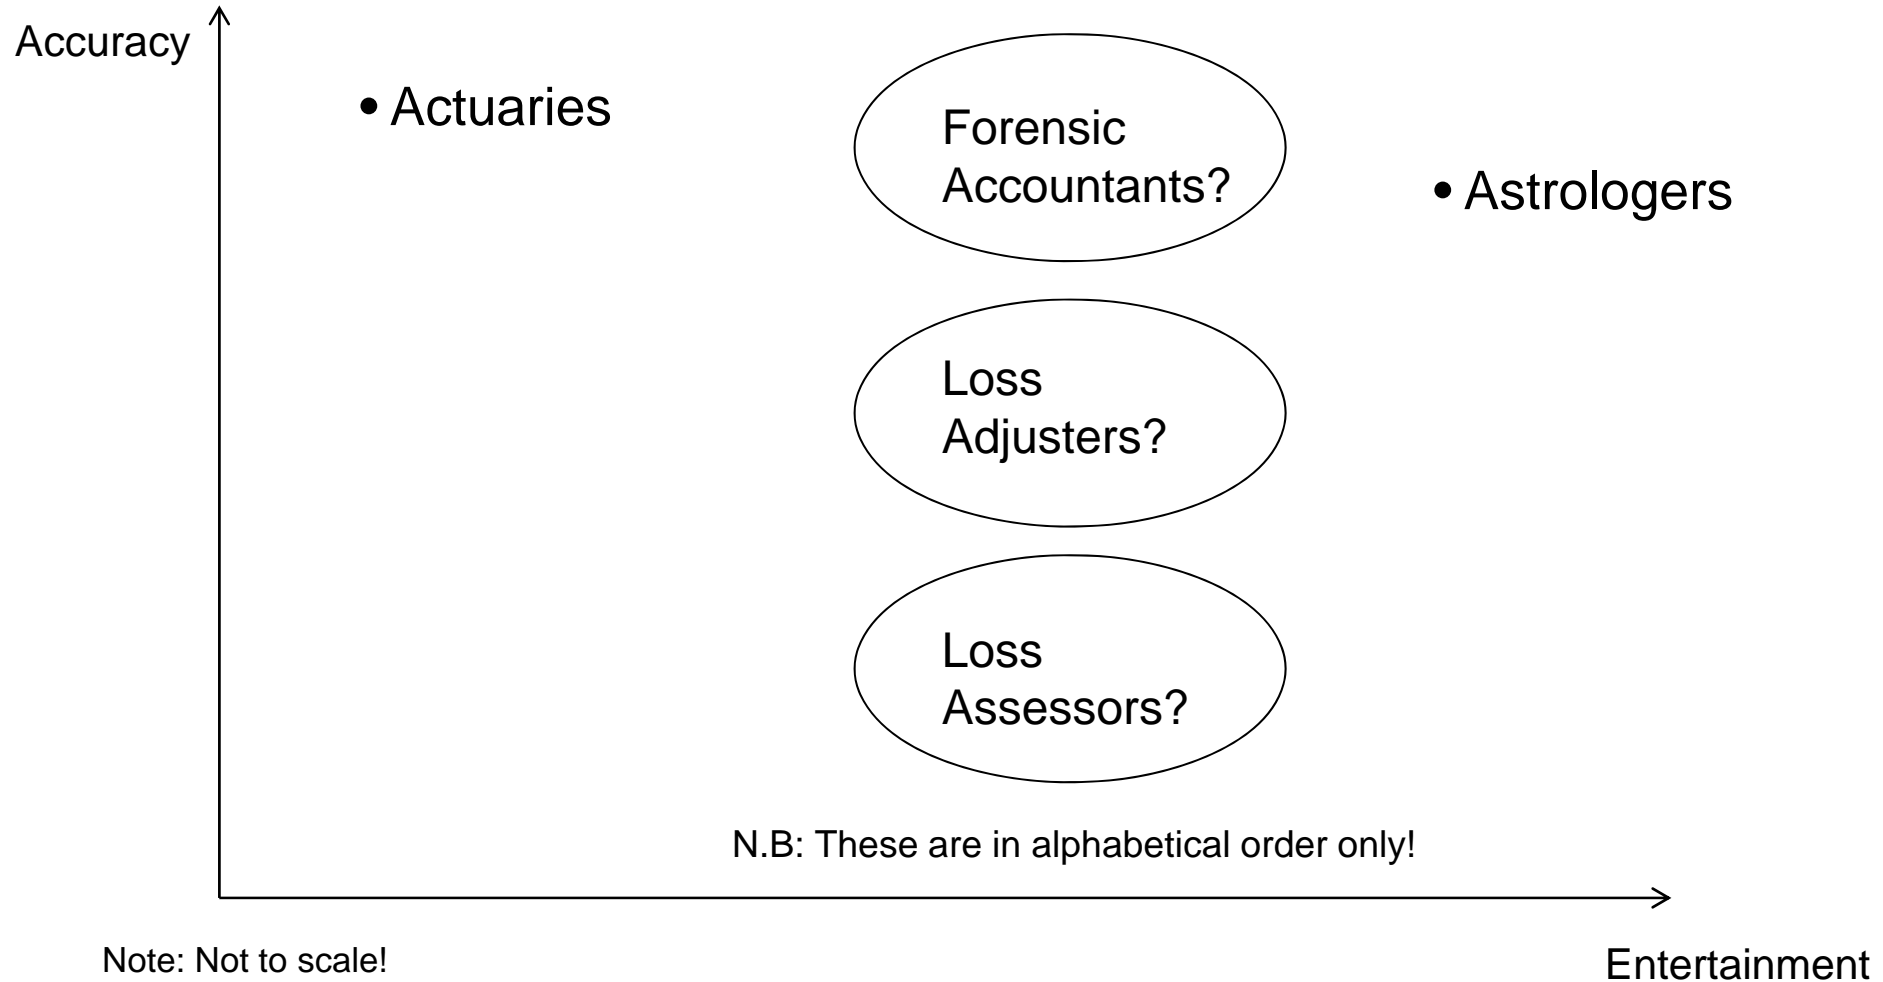 Accuracy
• Actuaries
Forensic
Accountants?
• Astrologers
Loss
Adjusters?
Loss
Assessors?
N.B: These are in alphabetical order only!
Note: Not to scale!
Entertainment